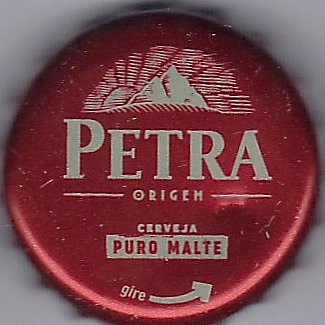 PETRA
ORIGEM
CERVEJA
PURO MALTE
gire